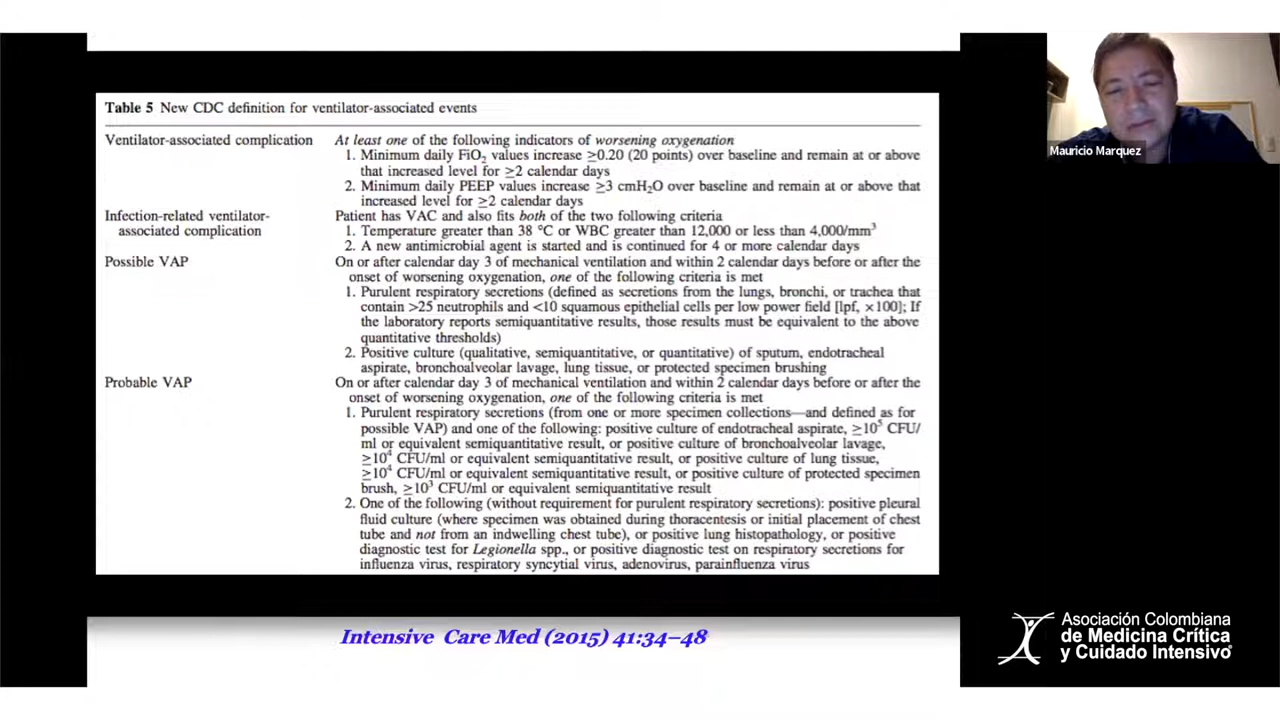 Table 5 New CDC definition for ventilator-associated events
Ventilator-associated complication
At least one of the following indicators of worsening oxygenation
1. Minimum daily FiO₂ values increase ≥0.20 (20 points) over baseline and remain at or above
that increased level for ≥2 calendar days
2. Minimum daily PEEP values increase ≥3 cmH₂O over baseline and remain at or above that
increased level for ≥2 calendar days
Infection-related ventilator-
associated complication
Patient has VAC and also fits both of the two following criteria
1. Temperature greater than 38 °C or WBC greater than 12,000 or less than 4,000/mm³
2. A new antimicrobial agent is started and is continued for 4 or more calendar days
Possible VAP
On or after calendar day 3 of mechanical ventilation and within 2 calendar days before or after the
onset of worsening oxygenation, one of the following criteria is met
1. Purulent respiratory secretions (defined as secretions from the lungs, bronchi, or trachea that
contain >25 neutrophils and <10 squamous epithelial cells per low power field [lpf, ×100]; If
the laboratory reports semiquantitative results, those results must be equivalent to the above
quantitative thresholds)
2. Positive culture (qualitative, semiquantitative, or quantitative) of sputum, endotracheal
aspirate, bronchoalveolar lavage, lung tissue, or protected specimen brushing
Probable VAP
On or after calendar day 3 of mechanical ventilation and within 2 calendar days before or after the
onset of worsening oxygenation, one of the following criteria is met
1. Purulent respiratory secretions (from one or more specimen collections—and defined as for
possible VAP) and one of the following: positive culture of endotracheal aspirate, ≥10⁵ CFU/
ml or equivalent semiquantitative result, or positive culture of bronchoalveolar lavage,
≥10⁴ CFU/ml or equivalent semiquantitative result, or positive culture of lung tissue,
≥10⁴ CFU/ml or equivalent semiquantitative result, or positive culture of protected specimen
brush, ≥10³ CFU/ml or equivalent semiquantitative result
2. One of the following (without requirement for purulent respiratory secretions): positive pleural
fluid culture (where specimen was obtained during thoracentesis or initial placement of chest
tube and not from an indwelling chest tube), or positive lung histopathology, or positive
diagnostic test for Legionella spp., or positive diagnostic test on respiratory secretions for
influenza virus, respiratory syncytial virus, adenovirus, parainfluenza virus
Intensive Care Med (2015) 41:34–48
Mauricio Marquez
Asociación Colombiana
de Medicina Crítica
y Cuidado Intensivo